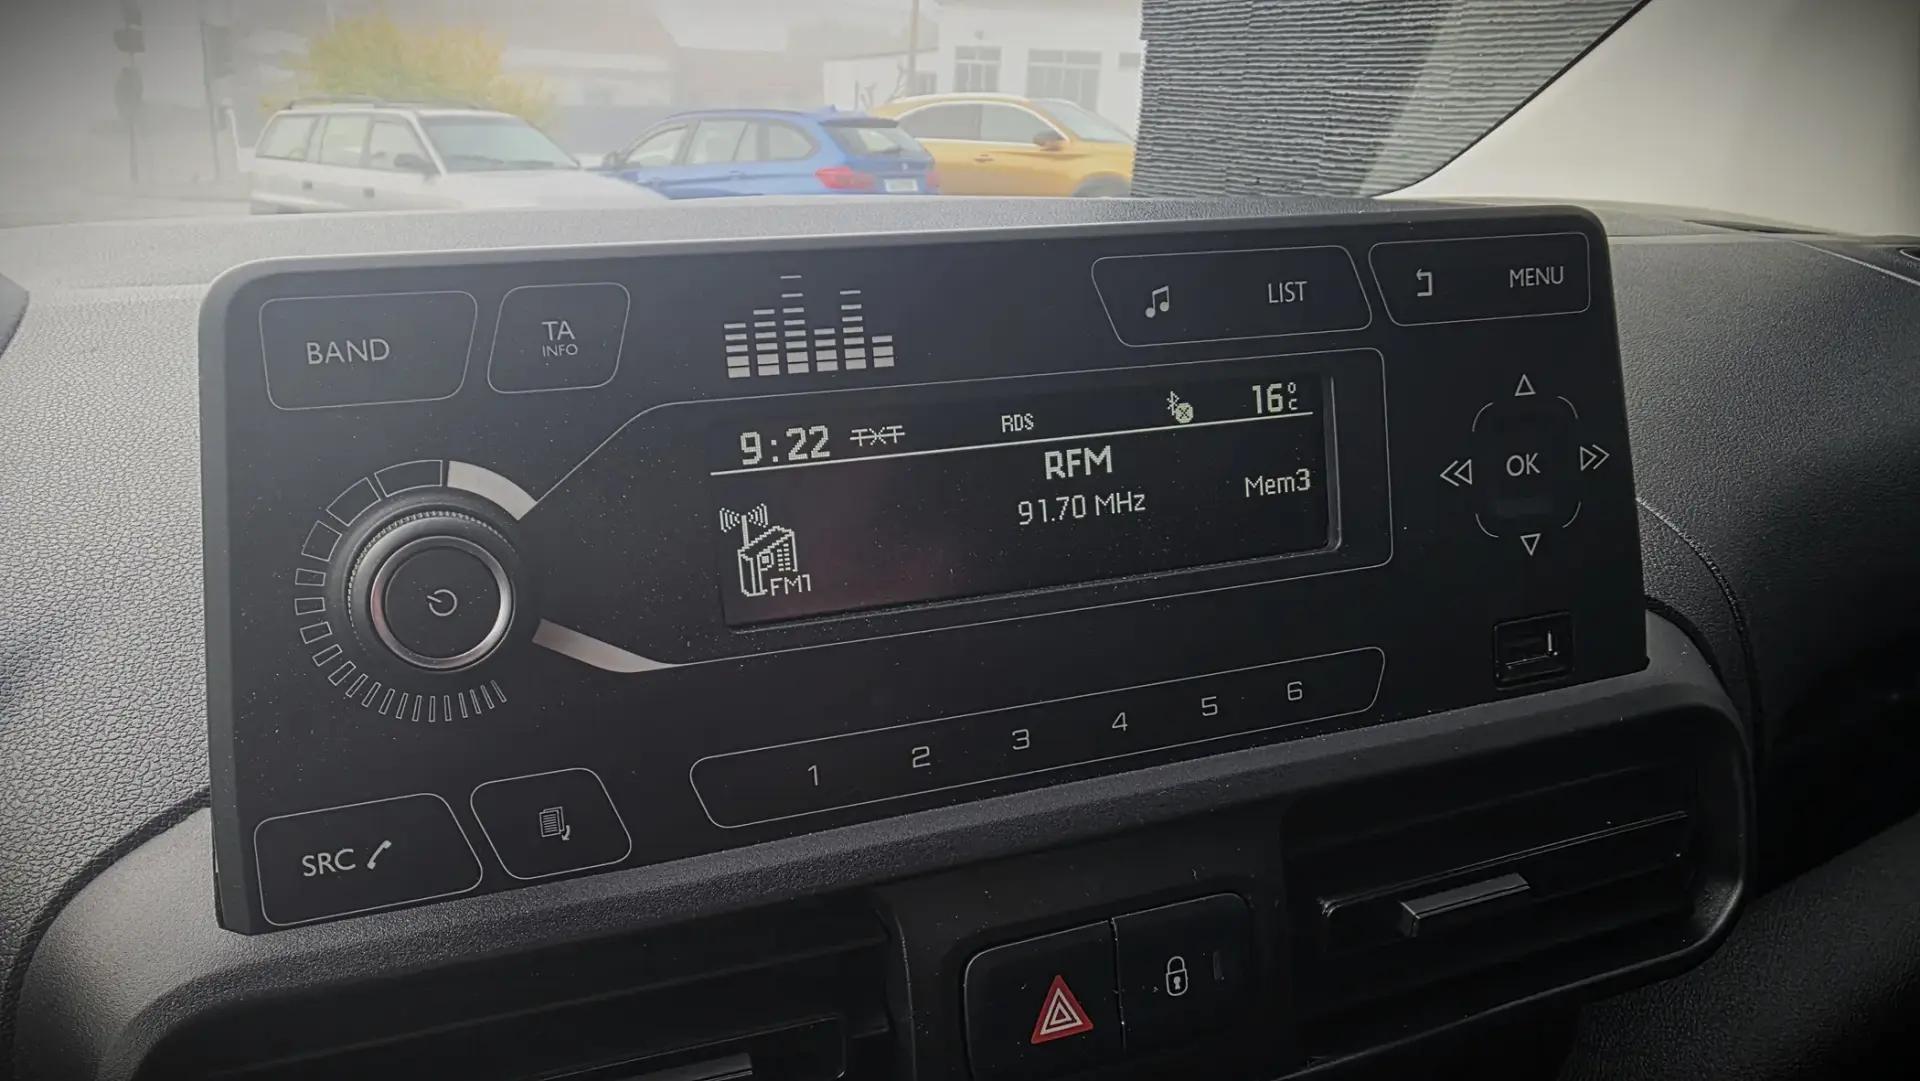 BAND
TA
INFO
LIST
MENU
9:22 TXT RDS 16°C
RFM
91.70 MHz
Mem3
FM1
OK
1 2 3 4 5 6
SRC